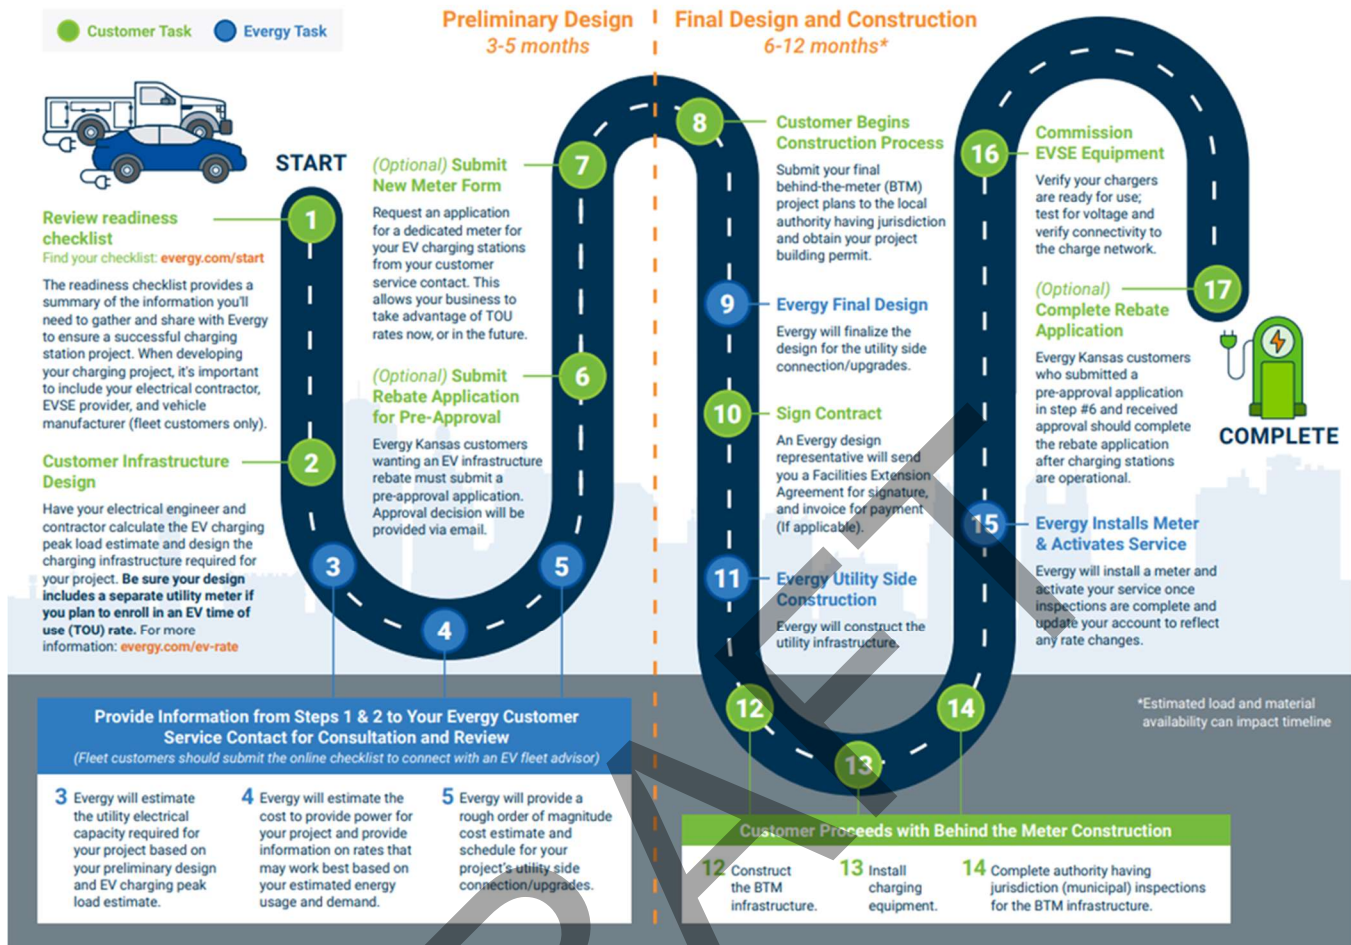 Customer Task
Evergy Task
Preliminary Design
3-5 months
Final Design and Construction
6-12 months*
START
1
Review readiness
checklist
Find your checklist: evergy.com/start
The readiness checklist provides a
summary of the information you'll
need to gather and share with Evergy
to ensure a successful charging
station project. When developing
your charging project, it's important
to include your electrical contractor,
EVSE provider, and vehicle
manufacturer (fleet customers only).
2
Customer Infrastructure
Design
Have your electrical engineer and
contractor calculate the EV charging
peak load estimate and design the
charging infrastructure required for
your project. Be sure your design
includes a separate utility meter if
you plan to enroll in an EV time of
use (TOU) rate. For more
information: evergy.com/ev-rate
3
4
5
Provide Information from Steps 1 & 2 to Your Evergy Customer
Service Contact for Consultation and Review
(Fleet customers should submit the online checklist to connect with an EV fleet advisor)
3 Evergy will estimate
the utility electrical
capacity required for
your project based on
your preliminary design
and EV charging peak
load estimate.
4 Evergy will estimate the
cost to provide power for
your project and provide
information on rates that
may work best based on
your estimated energy
usage and demand.
5 Evergy will provide a
rough order of magnitude
cost estimate and
schedule for your
project's utility side
connection/upgrades.
6
(Optional) Submit
Rebate Application
for Pre-Approval
Evergy Kansas customers
wanting an EV infrastructure
rebate must submit a
pre-approval application.
Approval decision will be
provided via email.
7
(Optional) Submit
New Meter Form
Request an application
for a dedicated meter for
your EV charging stations
from your customer
service contact. This
allows your business to
take advantage of TOU
rates now, or in the future.
8
Customer Begins
Construction Process
Submit your final
behind-the-meter (BTM)
project plans to the local
authority having jurisdiction
and obtain your project
building permit.
9
Evergy Final Design
Evergy will finalize the
design for the utility side
connection/upgrades.
10
Sign Contract
An Evergy design
representative will send
you a Facilities Extension
Agreement for signature,
and invoice for payment
(If applicable).
11
Evergy Utility Side
Construction
Evergy will construct the
utility infrastructure.
12
13
14
Customer Proceeds with Behind the Meter Construction
12 Construct
the BTM
infrastructure.
13 Install
charging
equipment.
14 Complete authority having
jurisdiction (municipal) inspections
for the BTM infrastructure.
15
Evergy Installs Meter
& Activates Service
Evergy will install a meter and
activate your service once
inspections are complete and
update your account to reflect
any rate changes.
16
Commission
EVSE Equipment
Verify your chargers
are ready for use;
test for voltage and
verify connectivity to
the charge network.
17
(Optional)
Complete Rebate
Application
Evergy Kansas customers
who submitted a
pre-approval application
in step #6 and received
approval should complete
the rebate application
after charging stations
are operational.
COMPLETE
*Estimated load and material
availability can impact timeline